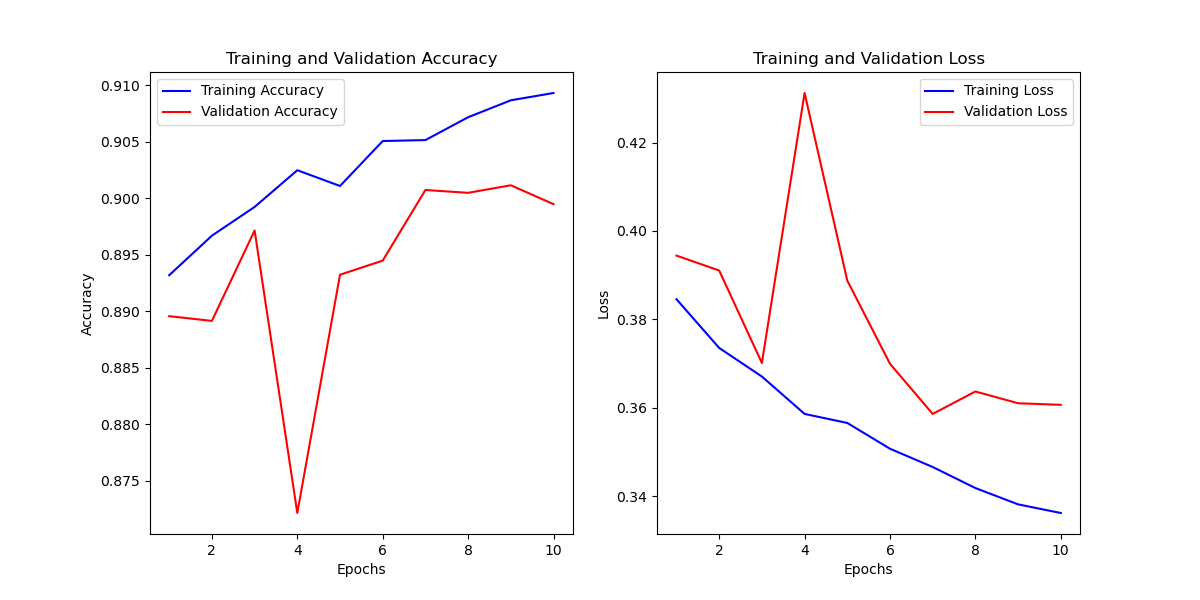 Training and Validation Accuracy
Training Accuracy
Validation Accuracy
0.910
0.905
0.900
0.895
0.890
0.885
0.880
0.875
Accuracy
2
4
6
8
10
Epochs
Training and Validation Loss
Training Loss
Validation Loss
0.42
0.40
0.38
0.36
0.34
Loss
2
4
6
8
10
Epochs